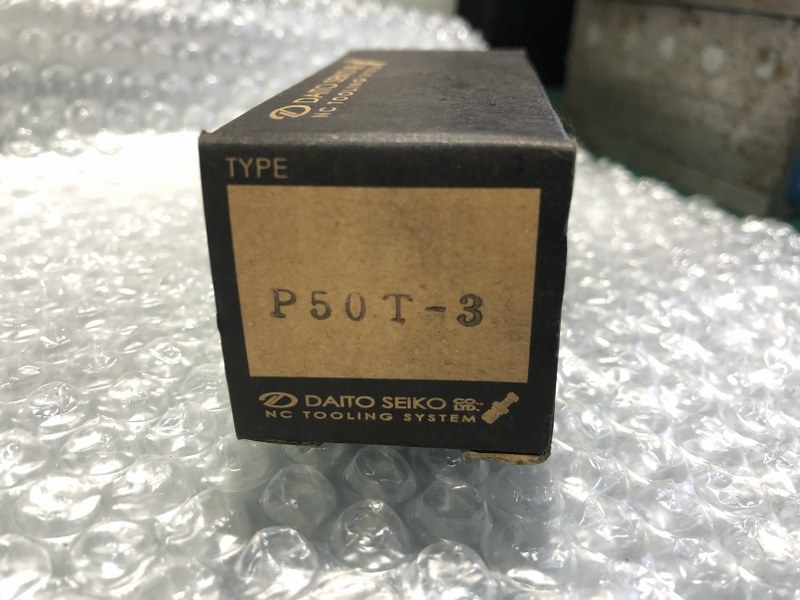 DAITO SEIKO
NC TOOLING SYSTEM
TYPE
P50T-3
DAITO SEIKO CO., LTD.
NC TOOLING SYSTEM